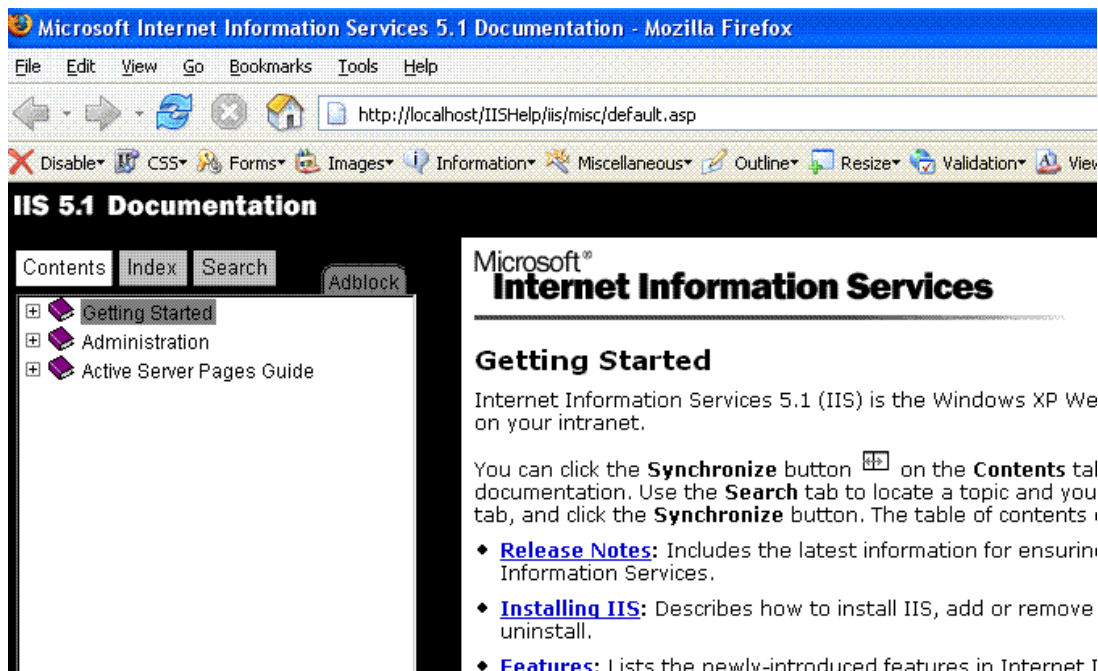 Microsoft Internet Information Services 5.1 Documentation - Mozilla Firefox
File Edit View Go Bookmarks Tools Help
http://localhost/IISHelp/iis/misc/default.asp
Disable CSS Forms Images Information Miscellaneous Outline Resize Validation View
IIS 5.1 Documentation
Contents Index Search Adblock
Getting Started
Administration
Active Server Pages Guide
Microsoft®
Internet Information Services
Getting Started
Internet Information Services 5.1 (IIS) is the Windows XP We
on your intranet.
You can click the Synchronize button on the Contents ta
documentation. Use the Search tab to locate a topic and you
tab, and click the Synchronize button. The table of contents
Release Notes: Includes the latest information for ensurin
Information Services.
Installing IIS: Describes how to install IIS, add or remove
uninstall.
Features: Lists the newly-introduced features in Internet I